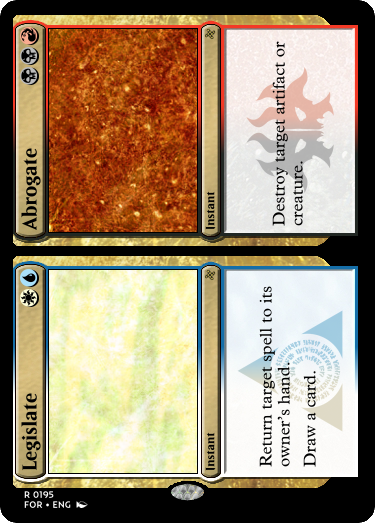 Legislate
Instant
Return target spell to its
owner's hand.
Draw a card.
Abrogate
Instant
Destroy target artifact or
creature.
R 0195
FOR • ENG